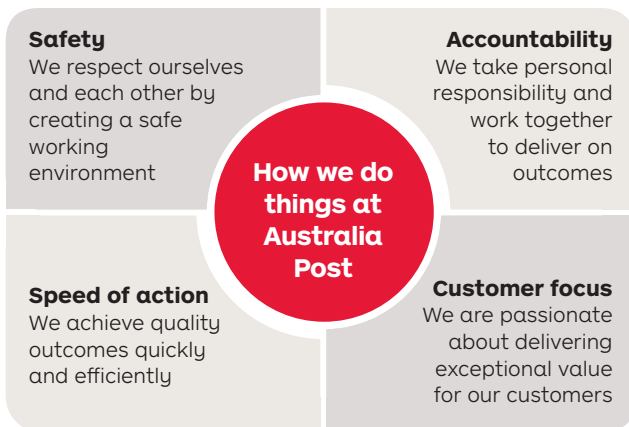 Safety
We respect ourselves
and each other by
creating a safe
working
environment
Accountability
We take personal
responsibility and
work together
to deliver on
outcomes
How we do
things at
Australia
Post
Speed of action
We achieve quality
outcomes quickly
and efficiently
Customer focus
We are passionate
about delivering
exceptional value
for our customers